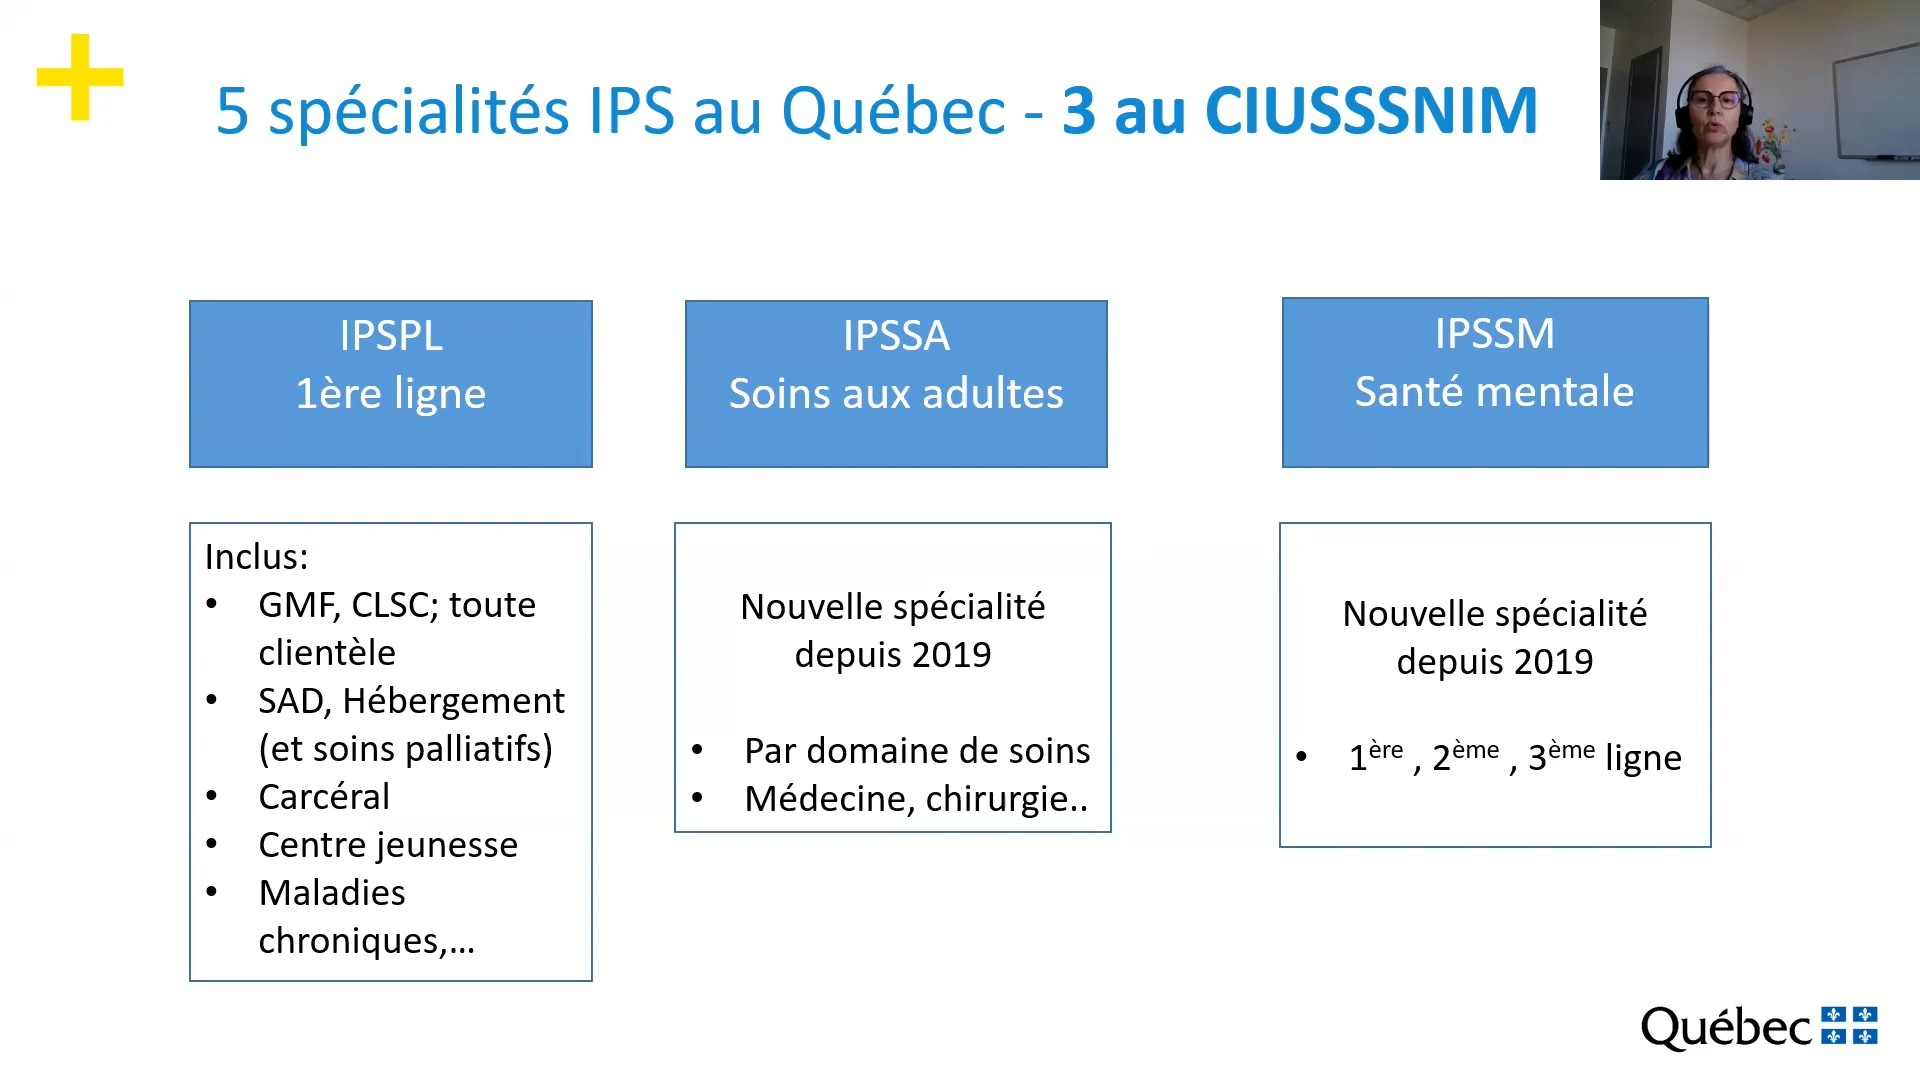 5 spécialités IPS au Québec - 3 au CIUSSSNIM
IPSPL
1ère ligne
IPSSA
Soins aux adultes
IPSSM
Santé mentale
Inclus:
• GMF, CLSC; toute
clientèle
• SAD, Hébergement
(et soins palliatifs)
• Carcéral
• Centre jeunesse
• Maladies
chroniques,...
Nouvelle spécialité
depuis 2019
• Par domaine de soins
• Médecine, chirurgie..
Nouvelle spécialité
depuis 2019
• 1ère , 2ème , 3ème ligne
Québec